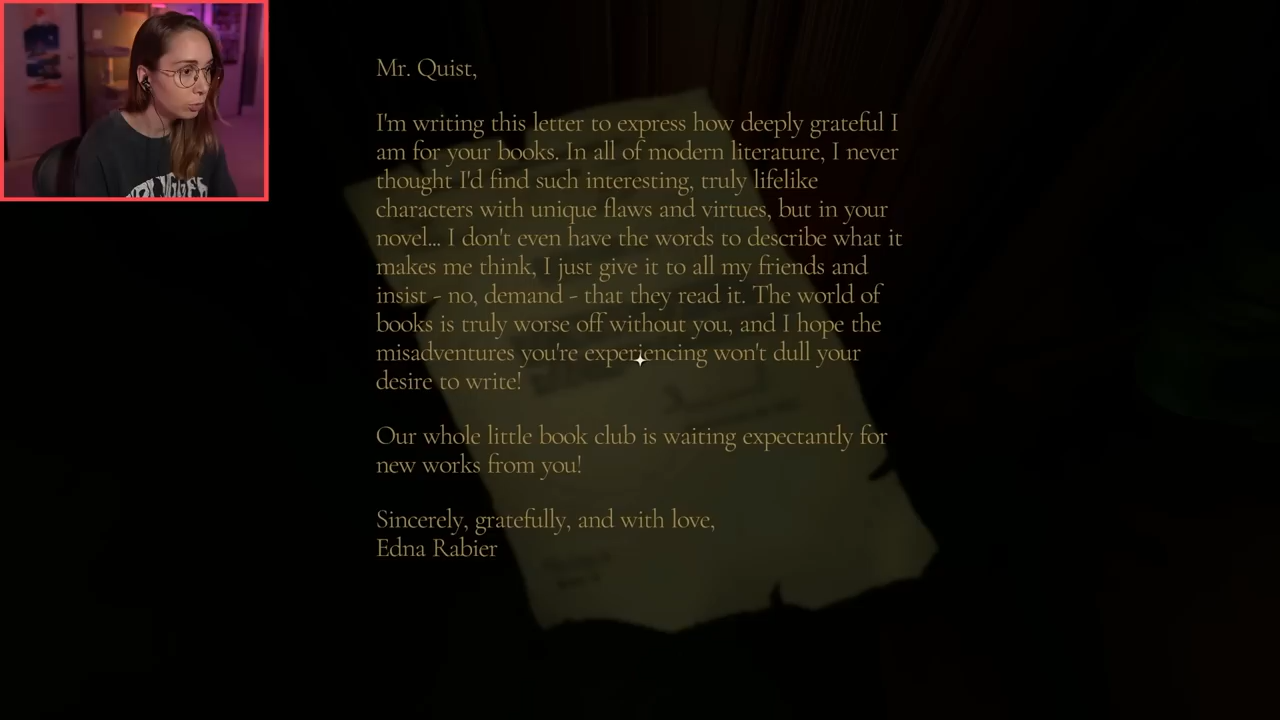 Mr. Quist,
I'm writing this letter to express how deeply grateful I
am for your books. In all of modern literature, I never
thought I'd find such interesting, truly lifelike
characters with unique flaws and virtues, but in your
novel... I don't even have the words to describe what it
makes me think, I just give it to all my friends and
insist - no, demand - that they read it. The world of
books is truly worse off without you, and I hope the
misadventures you're experiencing won't dull your
desire to write!
Our whole little book club is waiting expectantly for
new works from you!
Sincerely, gratefully, and with love,
Edna Rabier